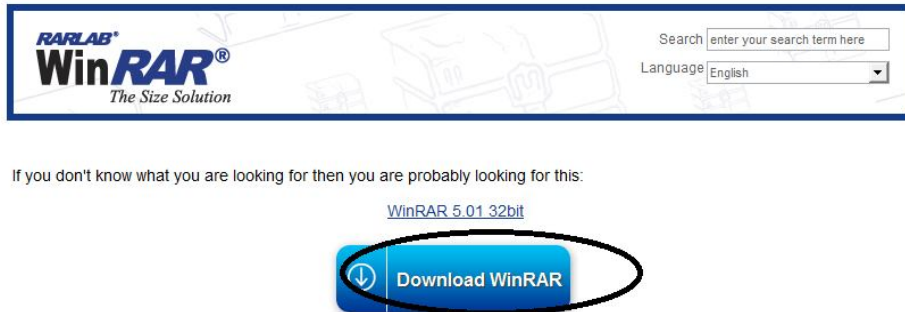 RARLAB®
WinRAR®
The Size Solution
Search enter your search term here
Language English
If you don't know what you are looking for then you are probably looking for this:
WinRAR 5.01 32bit
Download WinRAR